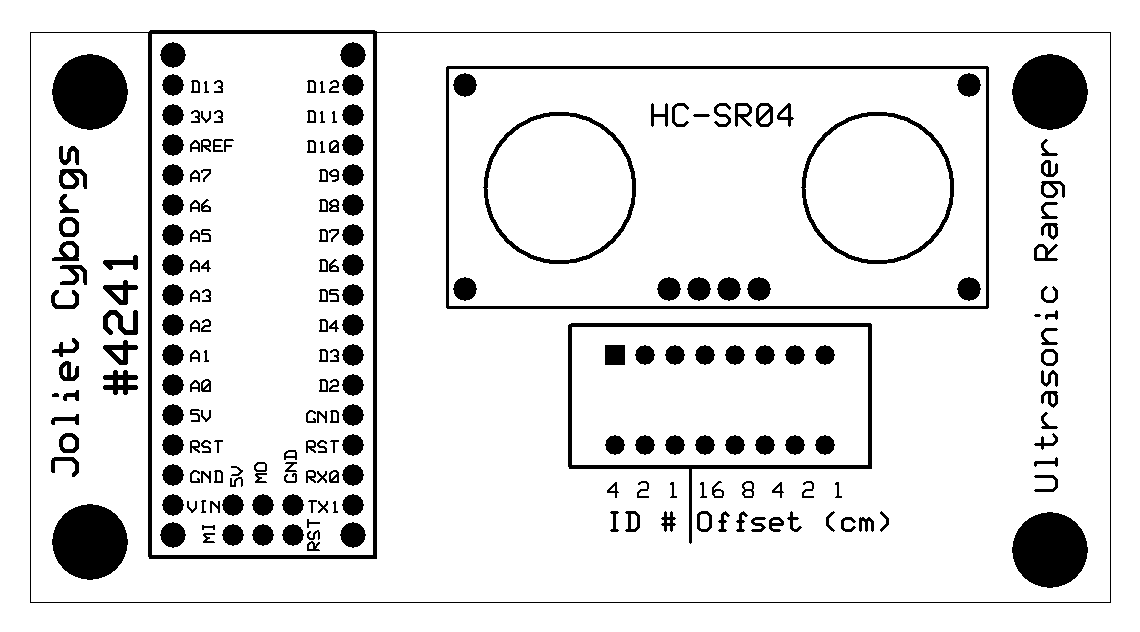 Joliet Cyborgs
#4241
D13 D12
3V3 D11
AREF D10
A7 D9
A6 D8
A5 D7
A4 D6
A3 D5
A2 D4
A1 D3
A0 D2
5V GND
RST RST
GND 5V MO GND RX0
VIN TX1
MI RST
HC-SR04
4 2 1 16 8 4 2 1
ID # Offset (cm)
Ultrasonic Ranger